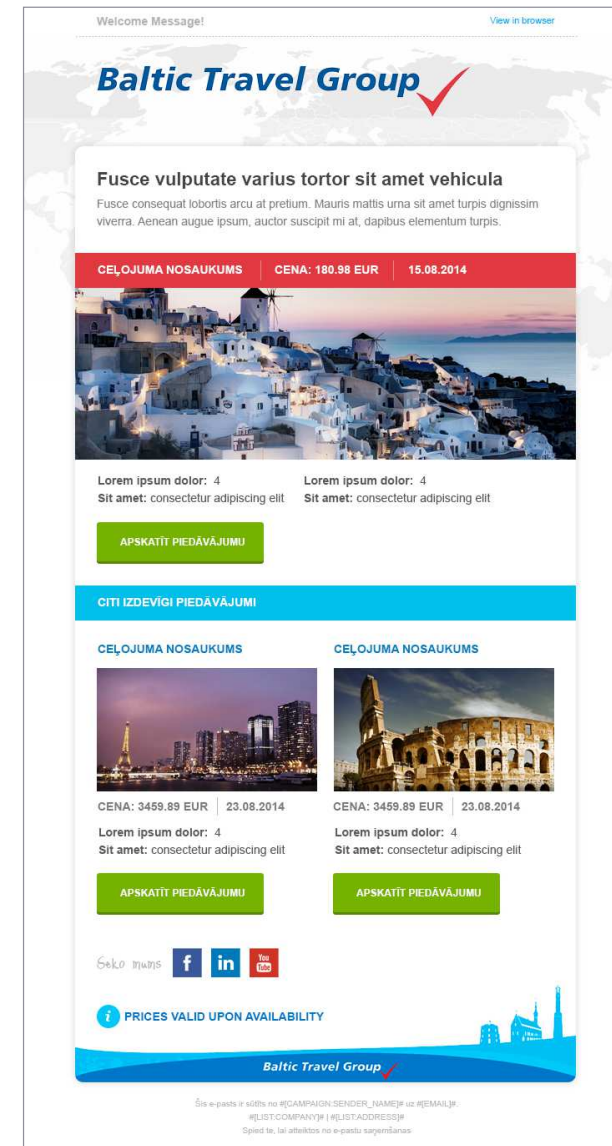 Welcome Message!
View in browser
Baltic Travel Group
Fusce vulputate varius tortor sit amet vehicula
Fusce consequat lobortis arcu at pretium. Mauris mattis urna sit amet turpis dignissim
viverra. Aenean augue ipsum, auctor suscipit mi at, dapibus elementum turpis.
CEĻOJUMA NOSAUKUMS CENA: 180.98 EUR 15.08.2014
Lorem ipsum dolor: 4 Lorem ipsum dolor: 4
Sit amet: consectetur adipiscing elit Sit amet: consectetur adipiscing elit
APSKATĪT PIEDĀVĀJUMU
CITI IZDEVĪGI PIEDĀVĀJUMI
CEĻOJUMA NOSAUKUMS CEĻOJUMA NOSAUKUMS
CENA: 3459.89 EUR 23.08.2014 CENA: 3459.89 EUR 23.08.2014
Lorem ipsum dolor: 4 Lorem ipsum dolor: 4
Sit amet: consectetur adipiscing elit Sit amet: consectetur adipiscing elit
APSKATĪT PIEDĀVĀJUMU APSKATĪT PIEDĀVĀJUMU
Seko mums f in You Tube
i PRICES VALID UPON AVAILABILITY
Baltic Travel Group
Šis e-pasts ir sūtīts no #[CAMPAIGN:SENDER_NAME]# uz #[EMAIL]#.
#[LIST:COMPANY]# | #[LIST:ADDRESS]#
Spied te, lai atteiktos no e-pastu saņemšanas